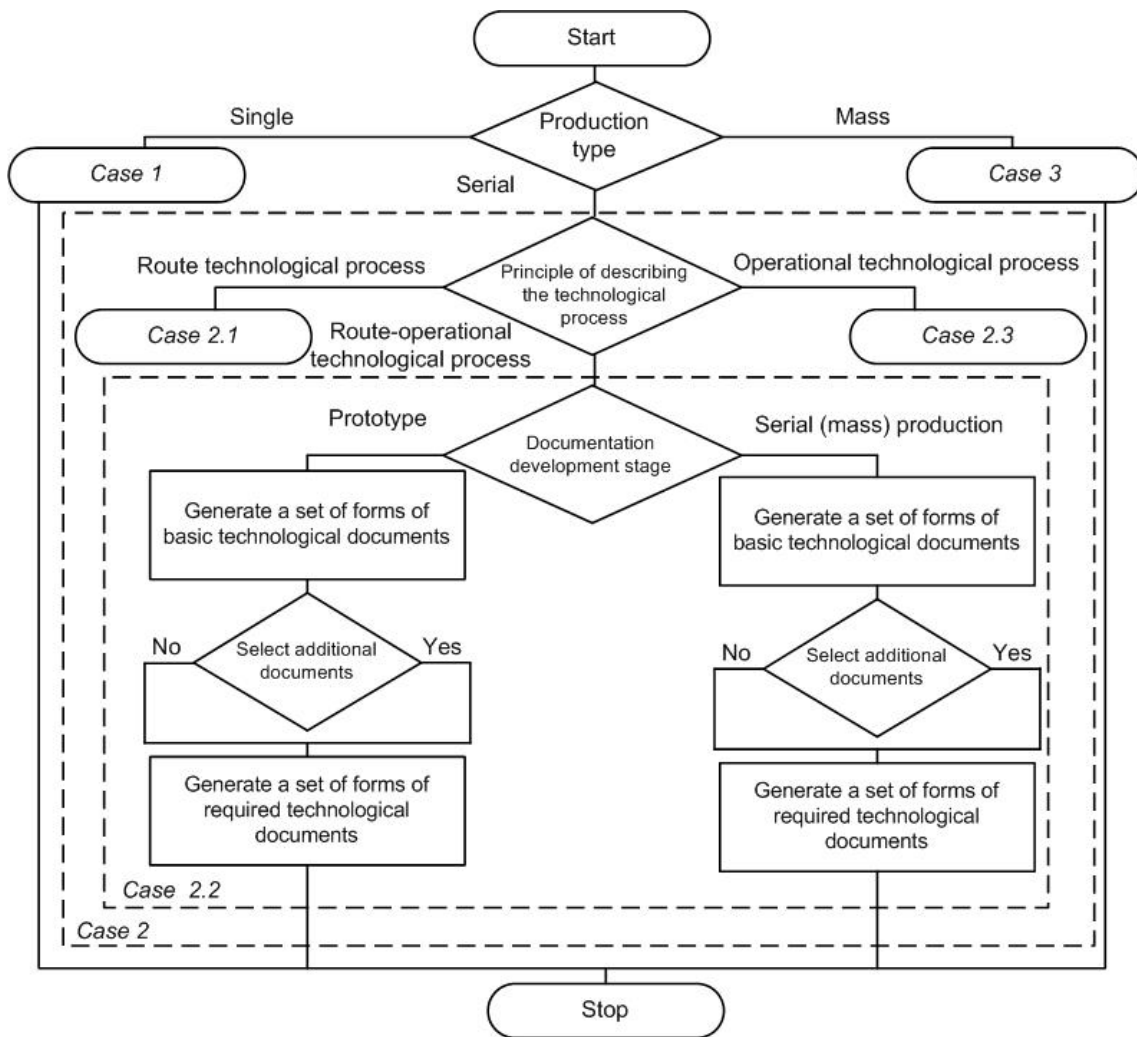 Start
Single
Production
type
Mass
Case 1
Case 3
Serial
Route technological process
Principle of describing
the technological
process
Operational technological process
Case 2.1
Case 2.3
Route-operational
technological process
Prototype
Documentation
development stage
Serial (mass) production
Generate a set of forms of
basic technological documents
Generate a set of forms of
basic technological documents
No
Select additional
documents
Yes
No
Select additional
documents
Yes
Generate a set of forms of
required technological
documents
Generate a set of forms of
required technological
documents
Case 2.2
Case 2
Stop